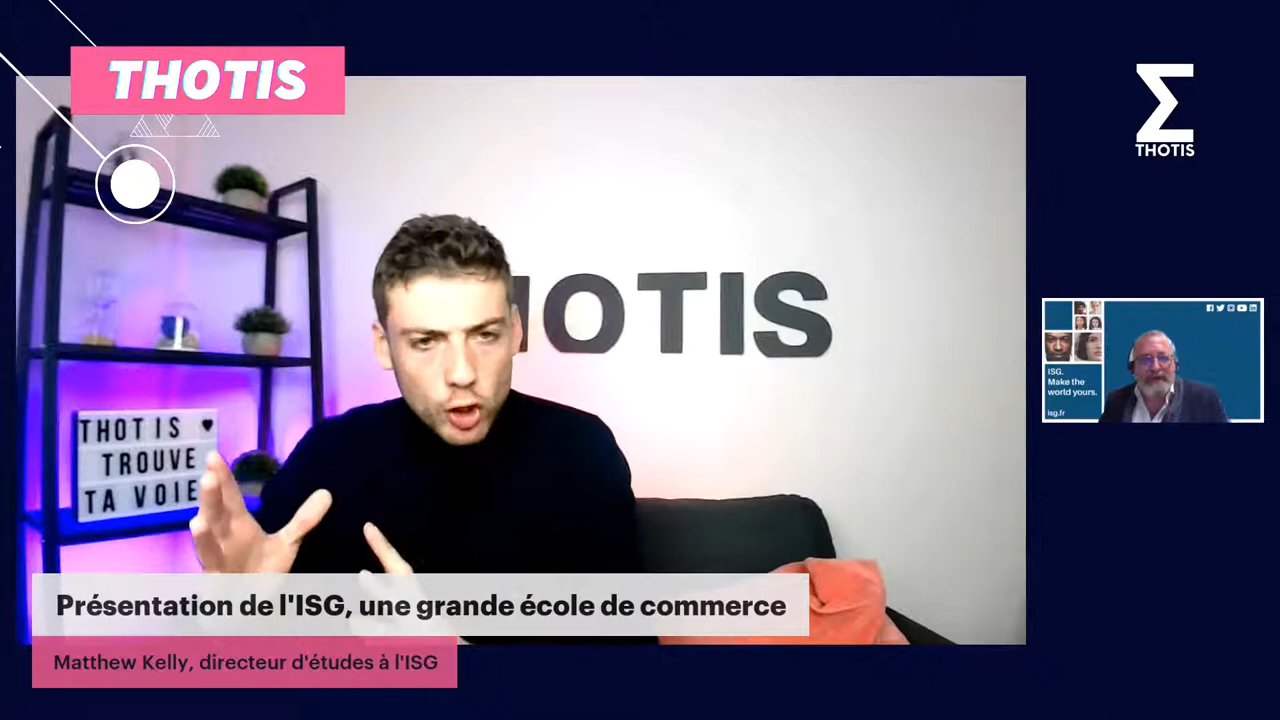 THOTIS
Σ
THOTIS
HOTIS
THOTIS ♥
TROUVE
TA VOIE
ISG.
Make the
world yours.
isg.fr
Présentation de l'ISG, une grande école de commerce
Matthew Kelly, directeur d'études à l'ISG